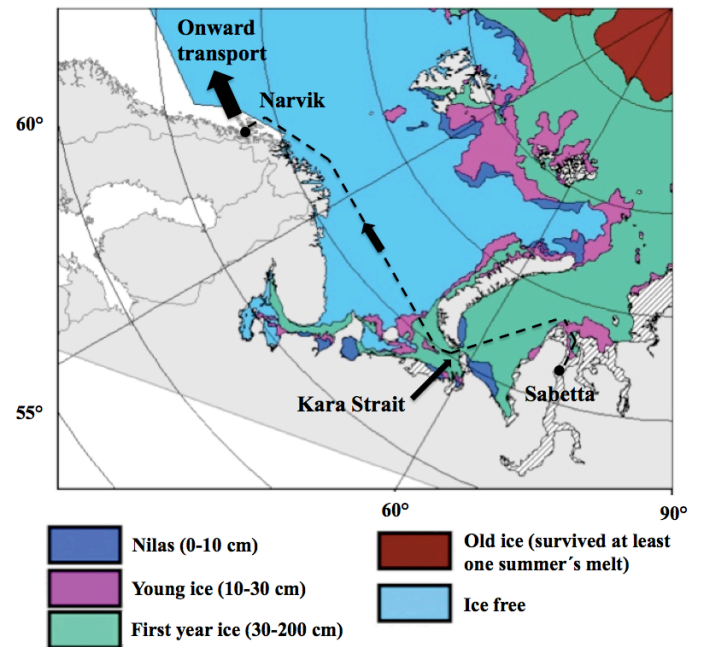 Onward
transport
Narvik
60°
Kara Strait
Sabetta
55°
60°
90°
Nilas (0-10 cm)
Young ice (10-30 cm)
First year ice (30-200 cm)
Old ice (survived at least
one summer´s melt)
Ice free